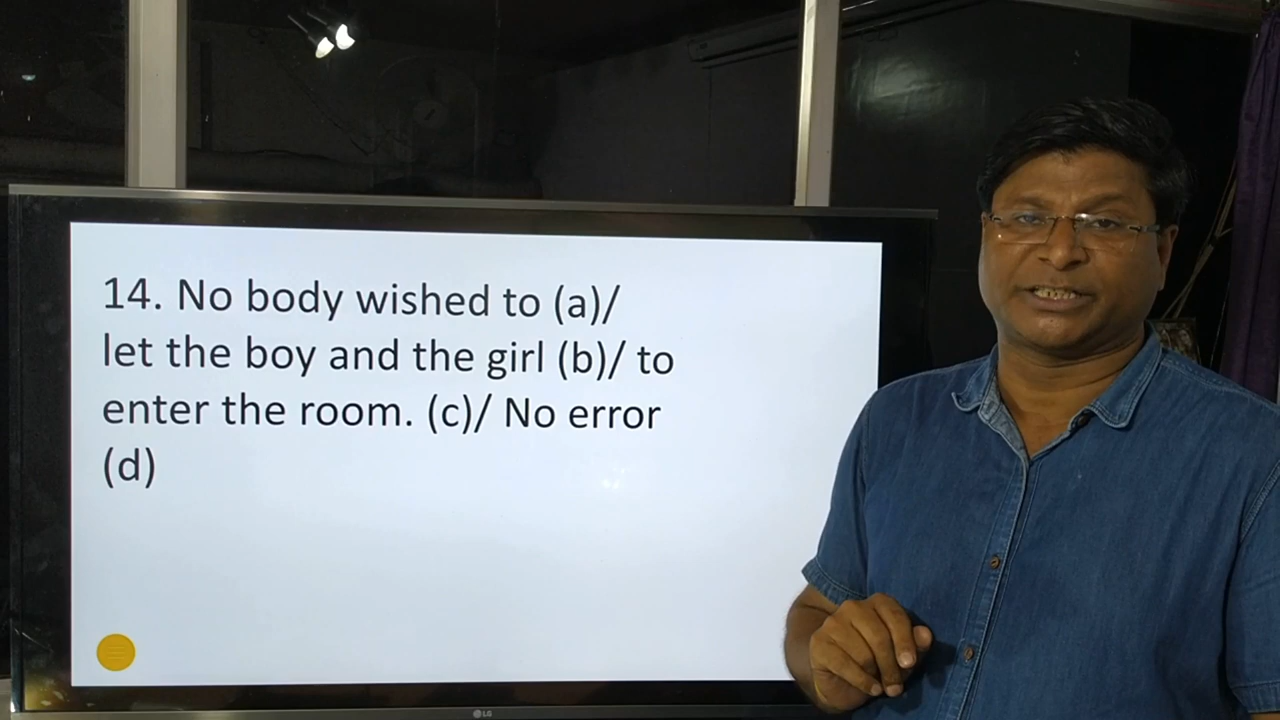 14. No body wished to (a)/
let the boy and the girl (b)/ to
enter the room. (c)/ No error
(d)
LG